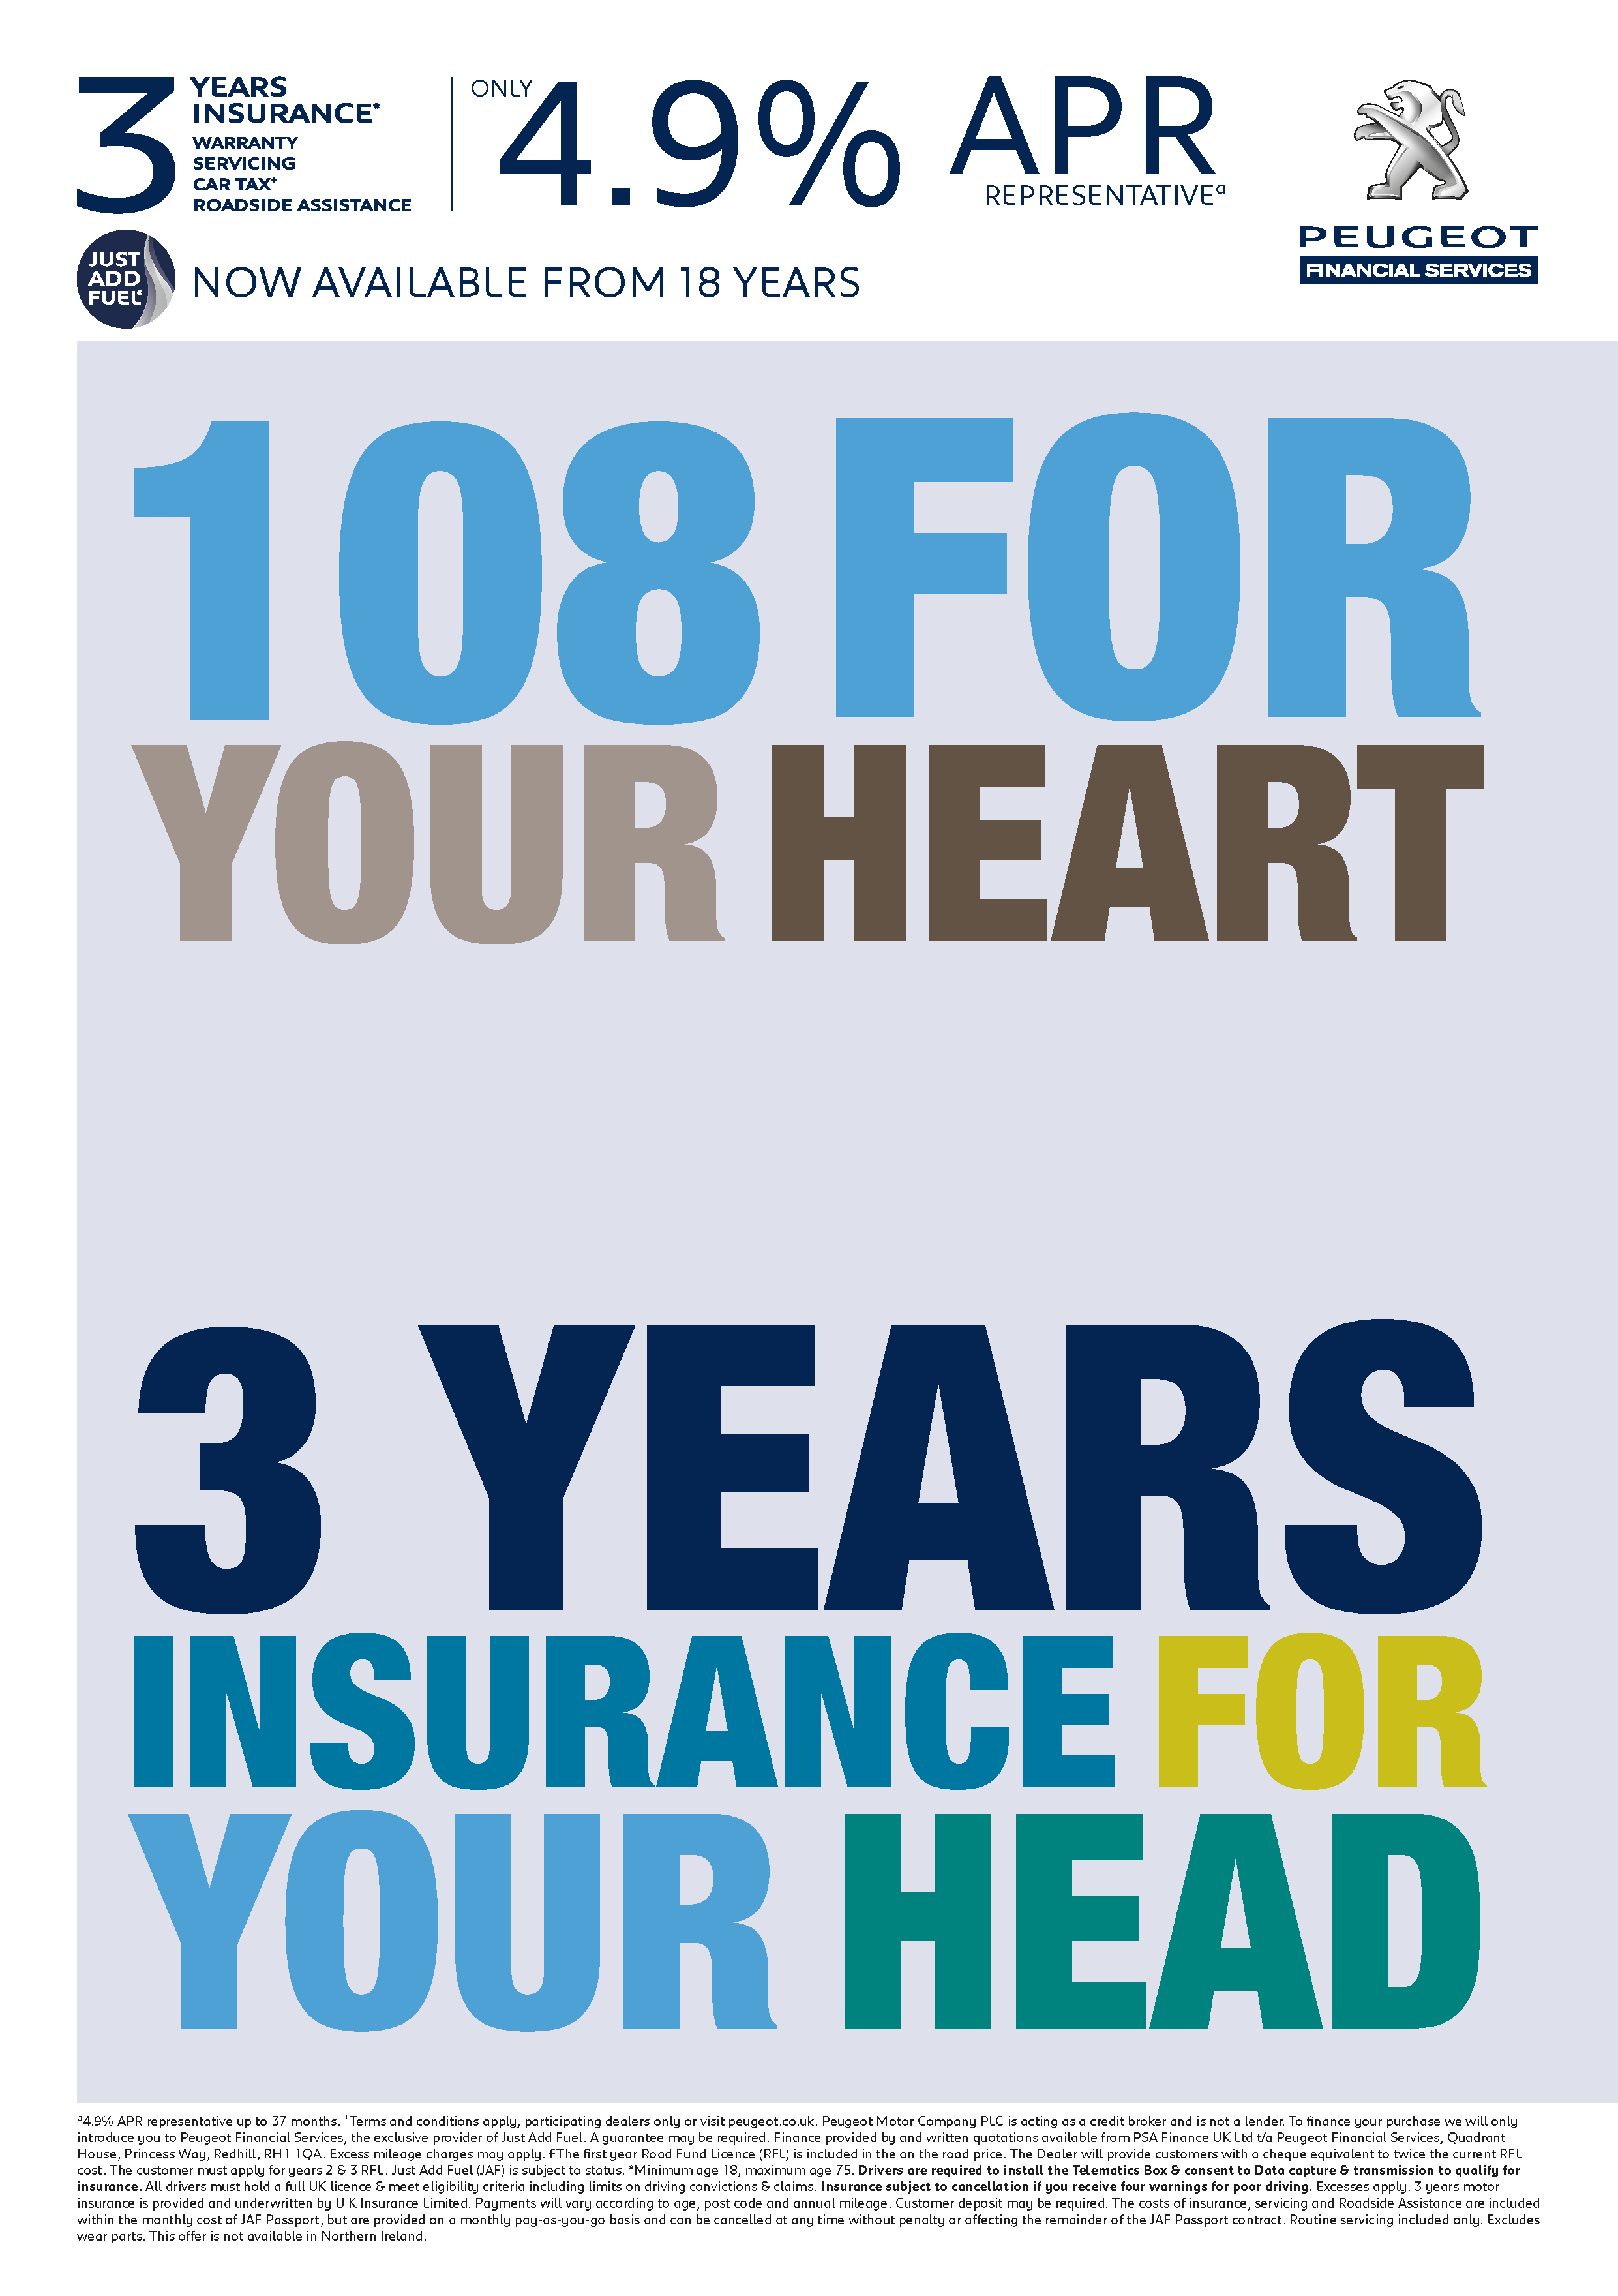 3 YEARS
INSURANCE*
WARRANTY
SERVICING
CAR TAX+
ROADSIDE ASSISTANCE
ONLY 4.9% APR
REPRESENTATIVEᵃ
PEUGEOT
FINANCIAL SERVICES
JUST
ADD
FUEL®
NOW AVAILABLE FROM 18 YEARS
108 FOR
YOUR HEART
3 YEARS
INSURANCE FOR
YOUR HEAD
ᵃ4.9% APR representative up to 37 months. ⁺Terms and conditions apply, participating dealers only or visit peugeot.co.uk. Peugeot Motor Company PLC is acting as a credit broker and is not a lender. To finance your purchase we will only
introduce you to Peugeot Financial Services, the exclusive provider of Just Add Fuel. A guarantee may be required. Finance provided by and written quotations available from PSA Finance UK Ltd t/a Peugeot Financial Services, Quadrant
House, Princess Way, Redhill, RH1 1QA. Excess mileage charges may apply. ƒThe first year Road Fund Licence (RFL) is included in the on the road price. The Dealer will provide customers with a cheque equivalent to twice the current RFL
cost. The customer must apply for years 2 & 3 RFL. Just Add Fuel (JAF) is subject to status. *Minimum age 18, maximum age 75. Drivers are required to install the Telematics Box & consent to Data capture & transmission to qualify for
insurance. All drivers must hold a full UK licence & meet eligibility criteria including limits on driving convictions & claims. Insurance subject to cancellation if you receive four warnings for poor driving. Excesses apply. 3 years motor
insurance is provided and underwritten by U K Insurance Limited. Payments will vary according to age, post code and annual mileage. Customer deposit may be required. The costs of insurance, servicing and Roadside Assistance are included
within the monthly cost of JAF Passport, but are provided on a monthly pay-as-you-go basis and can be cancelled at any time without penalty or affecting the remainder of the JAF Passport contract. Routine servicing included only. Excludes
wear parts. This offer is not available in Northern Ireland.